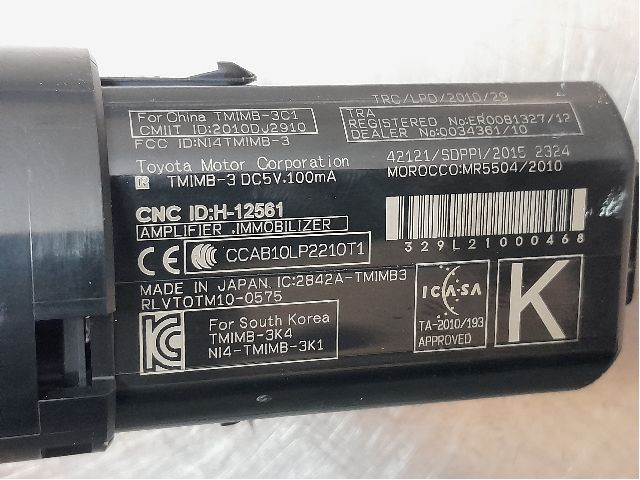 TRC/LPD/2010/29
For China TMIMB-3C1
CMIIT ID:2010DJ2910
FCC ID:NI4TMIMB-3
TRA
REGISTERED No:ER0081327/12
DEALER No:0034361/10
Toyota Motor Corporation
R TMIMB-3 DC5V,100mA
42121/SDPPI/2015 2324
MOROCCO:MR5504/2010
CNC ID:H-12561
AMPLIFIER ,IMMOBILIZER
CE CCAB10LP2210T1
329L21000468
MADE IN JAPAN IC:2842A-TMIMB3
RLVTOTM10-0575
KC
For South Korea
TMIMB-3K4
NI4-TMIMB-3K1
ICASA
TA-2010/193
APPROVED
K